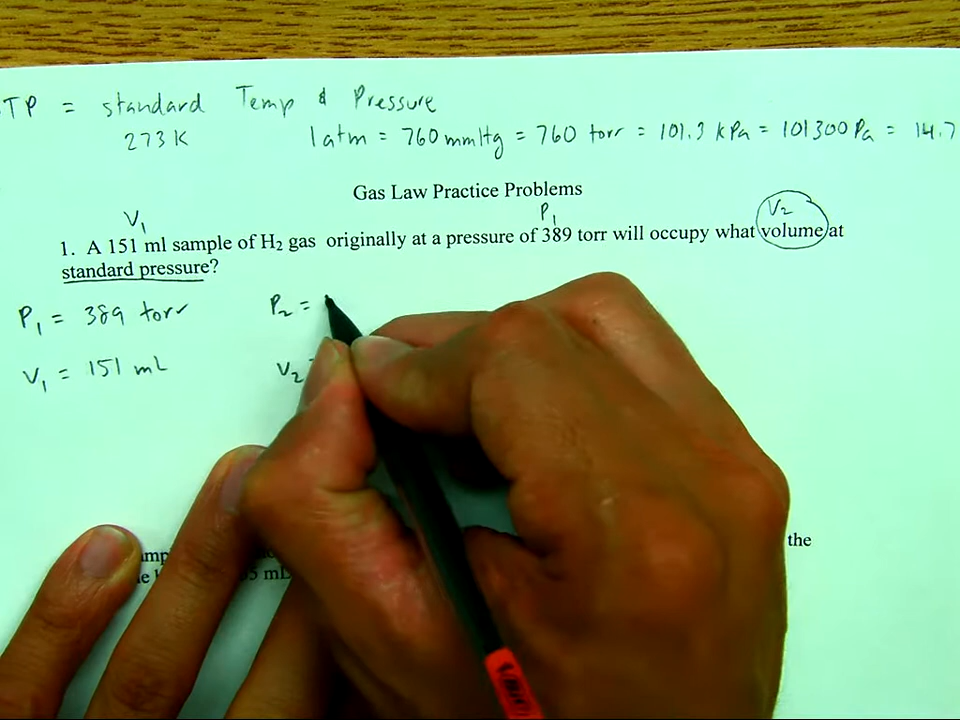 TP = standard Temp & Pressure
273 K 1 atm = 760 mmHg = 760 torr = 101.3 kPa = 101300 Pa = 14.7
Gas Law Practice Problems
V1 P1 V2
1. A 151 ml sample of H2 gas originally at a pressure of 389 torr will occupy what volume at
standard pressure?
P1 = 389 torr P2 =
V1 = 151 mL V2
the
mL